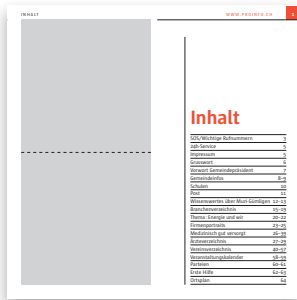 INHALT
WWW.PROINFO.CH
Inhalt
SOS/Wichtige Rufnummern 3
24h-Service 5
Impressum 5
Grusswort 6
Vorwort Gemeindepräsident 7
Gemeindeinfos 8–9
Schulen 10
Post 11
Wissenswertes über Muri-Gümligen 12–13
Branchenverzeichnis 15–19
Thema: Energie und wir 20–22
Firmenportraits 23–25
Medizinisch gut versorgt 26–39
Ärzteverzeichnis 27–29
Vereinsverzeichnis 40–57
Veranstaltungskalender 58–59
Parteien 60–61
Erste Hilfe 62–63
Ortsplan 64